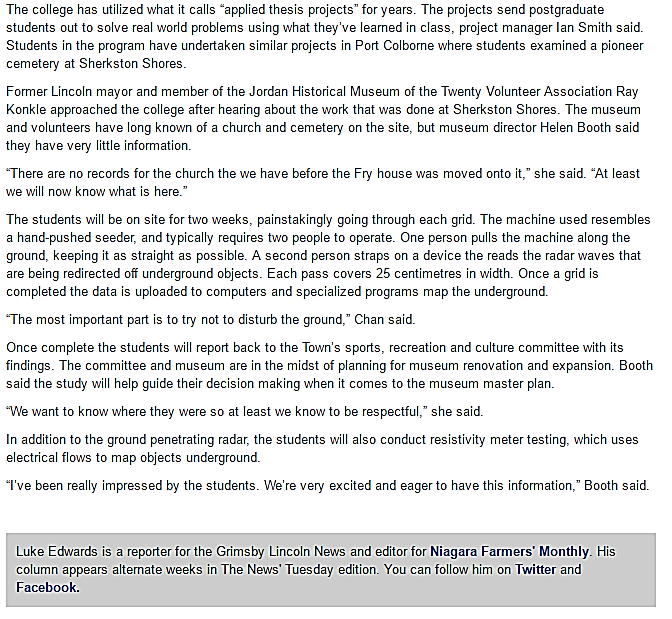 The college has utilized what it calls “applied thesis projects” for years. The projects send postgraduate
students out to solve real world problems using what they’ve learned in class, project manager Ian Smith said.
Students in the program have undertaken similar projects in Port Colborne where students examined a pioneer
cemetery at Sherkston Shores.
Former Lincoln mayor and member of the Jordan Historical Museum of the Twenty Volunteer Association Ray
Konkle approached the college after hearing about the work that was done at Sherkston Shores. The museum
and volunteers have long known of a church and cemetery on the site, but museum director Helen Booth said
they have very little information.
“There are no records for the church the we have before the Fry house was moved onto it,” she said. “At least
we will now know what is here.”
The students will be on site for two weeks, painstakingly going through each grid. The machine used resembles
a hand-pushed seeder, and typically requires two people to operate. One person pulls the machine along the
ground, keeping it as straight as possible. A second person straps on a device the reads the radar waves that
are being redirected off underground objects. Each pass covers 25 centimetres in width. Once a grid is
completed the data is uploaded to computers and specialized programs map the underground.
“The most important part is to try not to disturb the ground,” Chan said.
Once complete the students will report back to the Town’s sports, recreation and culture committee with its
findings. The committee and museum are in the midst of planning for museum renovation and expansion. Booth
said the study will help guide their decision making when it comes to the museum master plan.
“We want to know where they were so at least we know to be respectful,” she said.
In addition to the ground penetrating radar, the students will also conduct resistivity meter testing, which uses
electrical flows to map objects underground.
“I’ve been really impressed by the students. We’re very excited and eager to have this information,” Booth said.
Luke Edwards is a reporter for the Grimsby Lincoln News and editor for Niagara Farmers' Monthly. His
column appears alternate weeks in The News' Tuesday edition. You can follow him on Twitter and
Facebook.